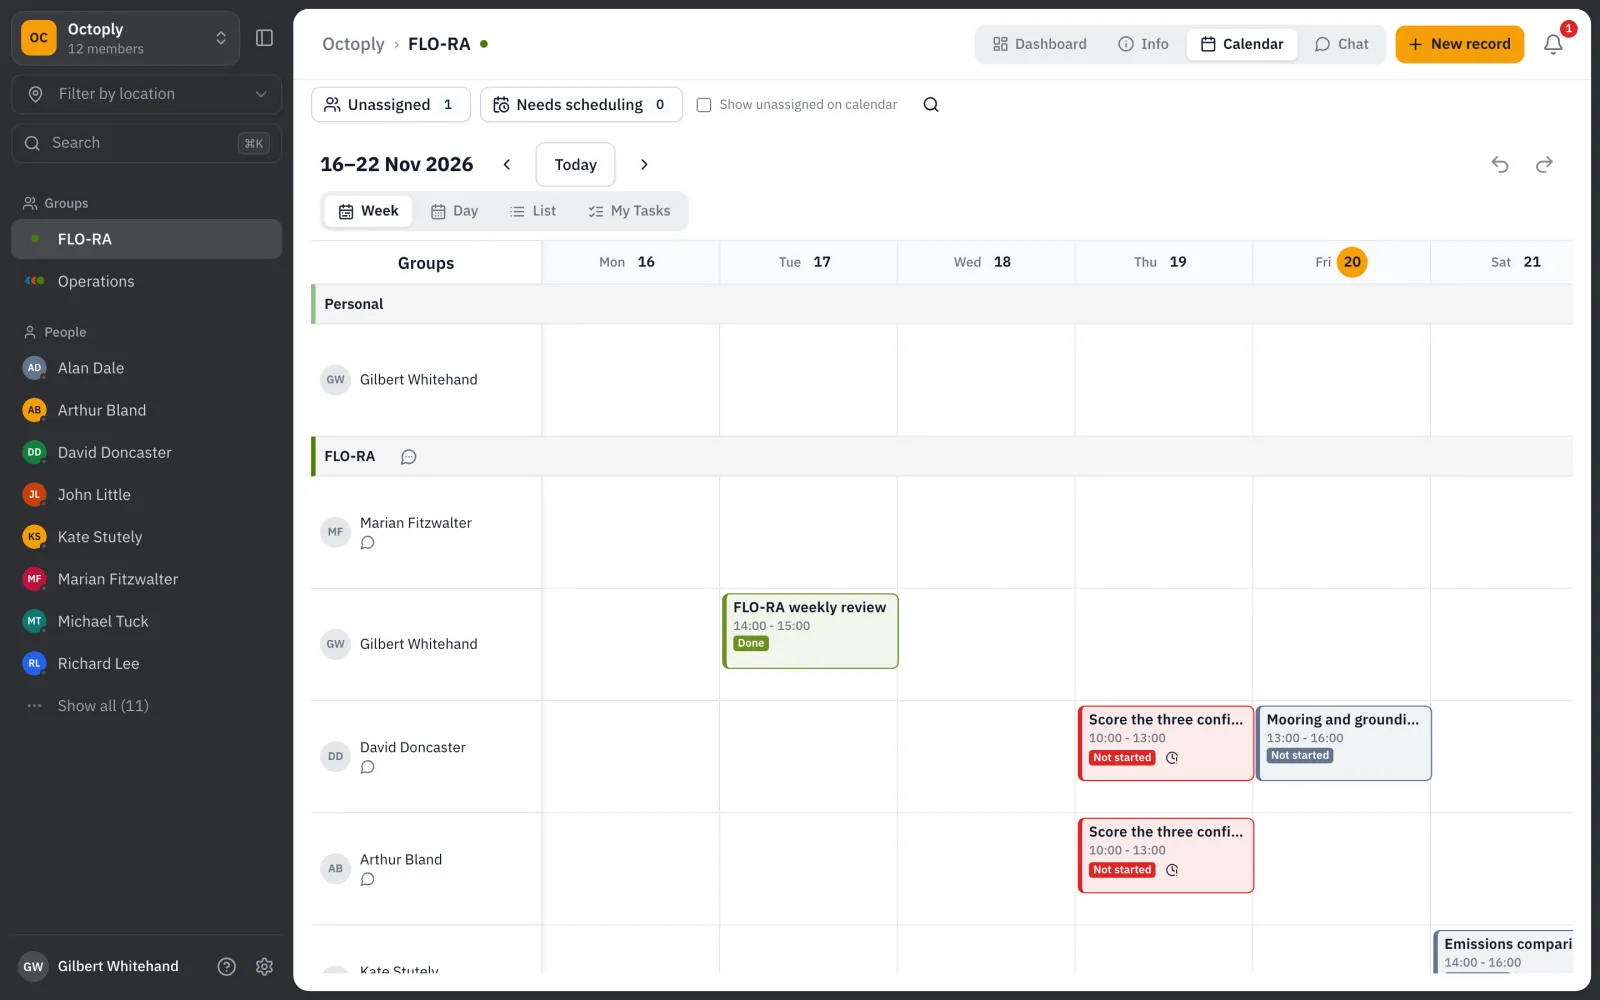 OC
Octoply
12 members
Filter by location
Search
⌘K
Groups
FLO-RA
Operations
People
AD
Alan Dale
AB
Arthur Bland
DD
David Doncaster
JL
John Little
KS
Kate Stutely
MF
Marian Fitzwalter
MT
Michael Tuck
RL
Richard Lee
Show all (11)
GW
Gilbert Whitehand
Octoply › FLO-RA
Dashboard
Info
Calendar
Chat
New record
1
Unassigned 1
Needs scheduling 0
Show unassigned on calendar
16–22 Nov 2026
Today
Week
Day
List
My Tasks
Groups
Mon 16
Tue 17
Wed 18
Thu 19
Fri 20
Sat 21
Personal
GW
Gilbert Whitehand
FLO-RA
MF
Marian Fitzwalter
GW
Gilbert Whitehand
FLO-RA weekly review
14:00 - 15:00
Done
DD
David Doncaster
Score the three confi...
10:00 - 13:00
Not started
Mooring and groundi...
13:00 - 16:00
Not started
AB
Arthur Bland
Score the three confi...
10:00 - 13:00
Not started
Kate Stutely
Emissions compari
14:00 - 16:00